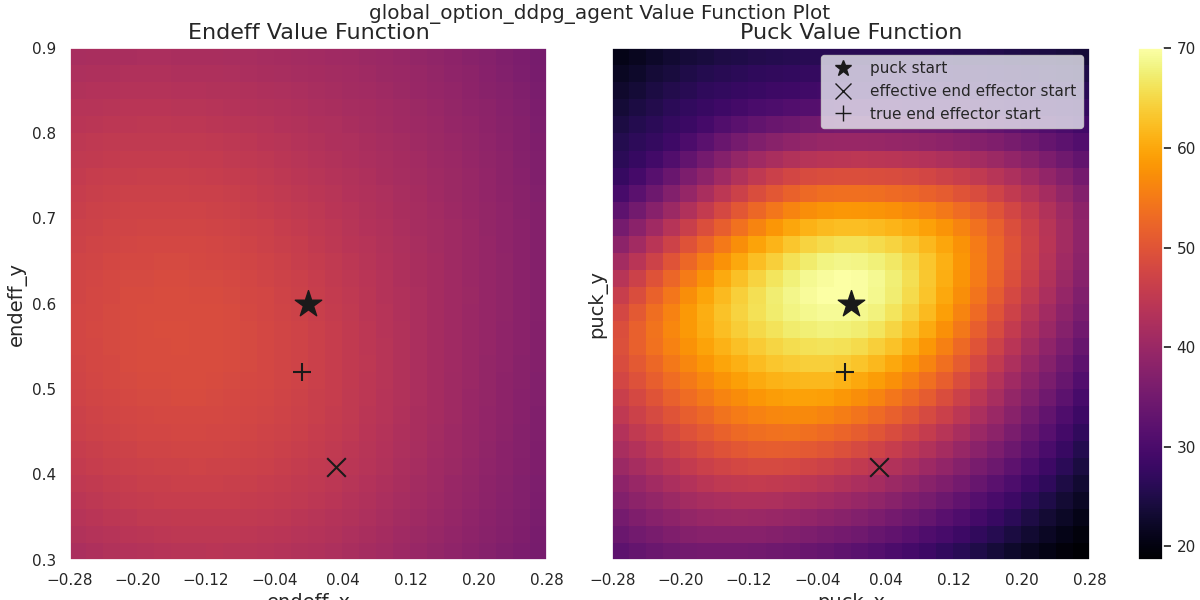 global_option_ddpg_agent Value Function Plot
Endeff Value Function
Puck Value Function
puck start
effective end effector start
true end effector start
0.9
0.8
0.7
0.6
0.5
0.4
0.3
endeff_y
−0.28 −0.20 −0.12 −0.04 0.04 0.12 0.20 0.28
endeff_x
puck_y
−0.28 −0.20 −0.12 −0.04 0.04 0.12 0.20 0.28
puck_x
70
60
50
40
30
20